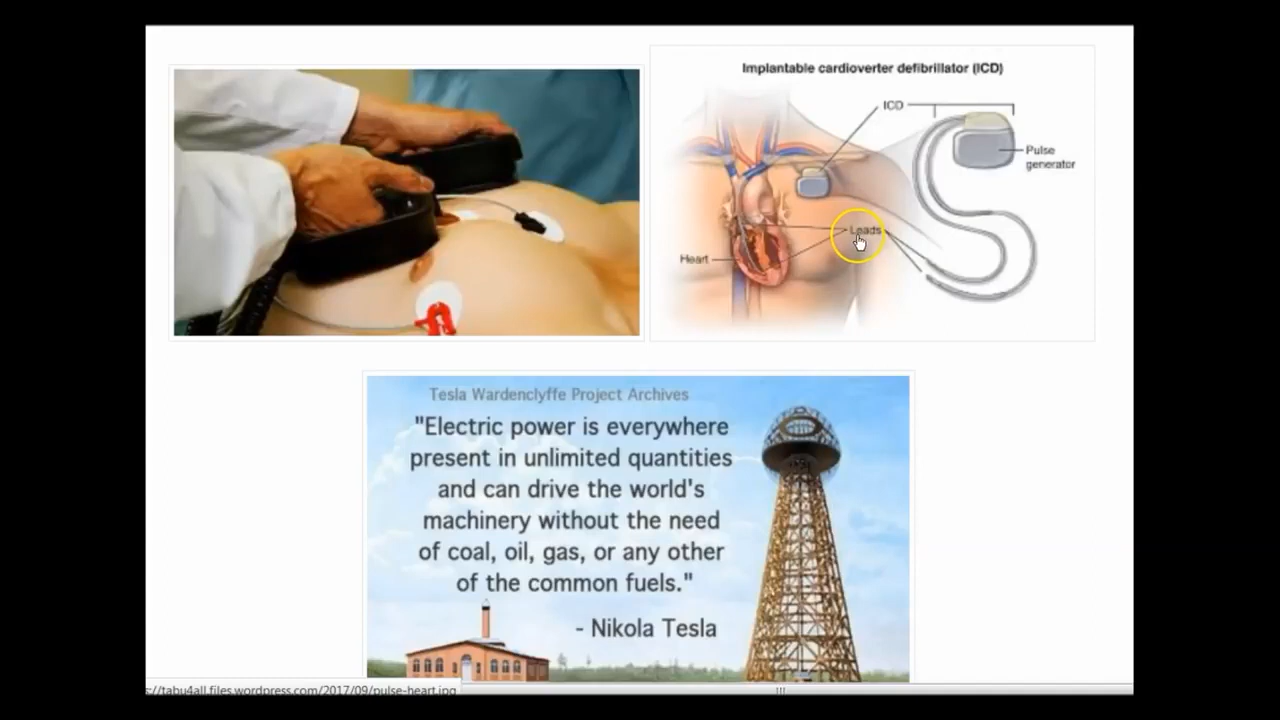 Implantable cardioverter defibrillator (ICD)
ICD
Pulse
generator
Leads
Heart
Tesla Wardenclyffe Project Archives
"Electric power is everywhere
present in unlimited quantities
and can drive the world's
machinery without the need
of coal, oil, gas, or any other
of the common fuels."
- Nikola Tesla
s://tabu4all.files.wordpress.com/2017/09/pulse-heart.jpg